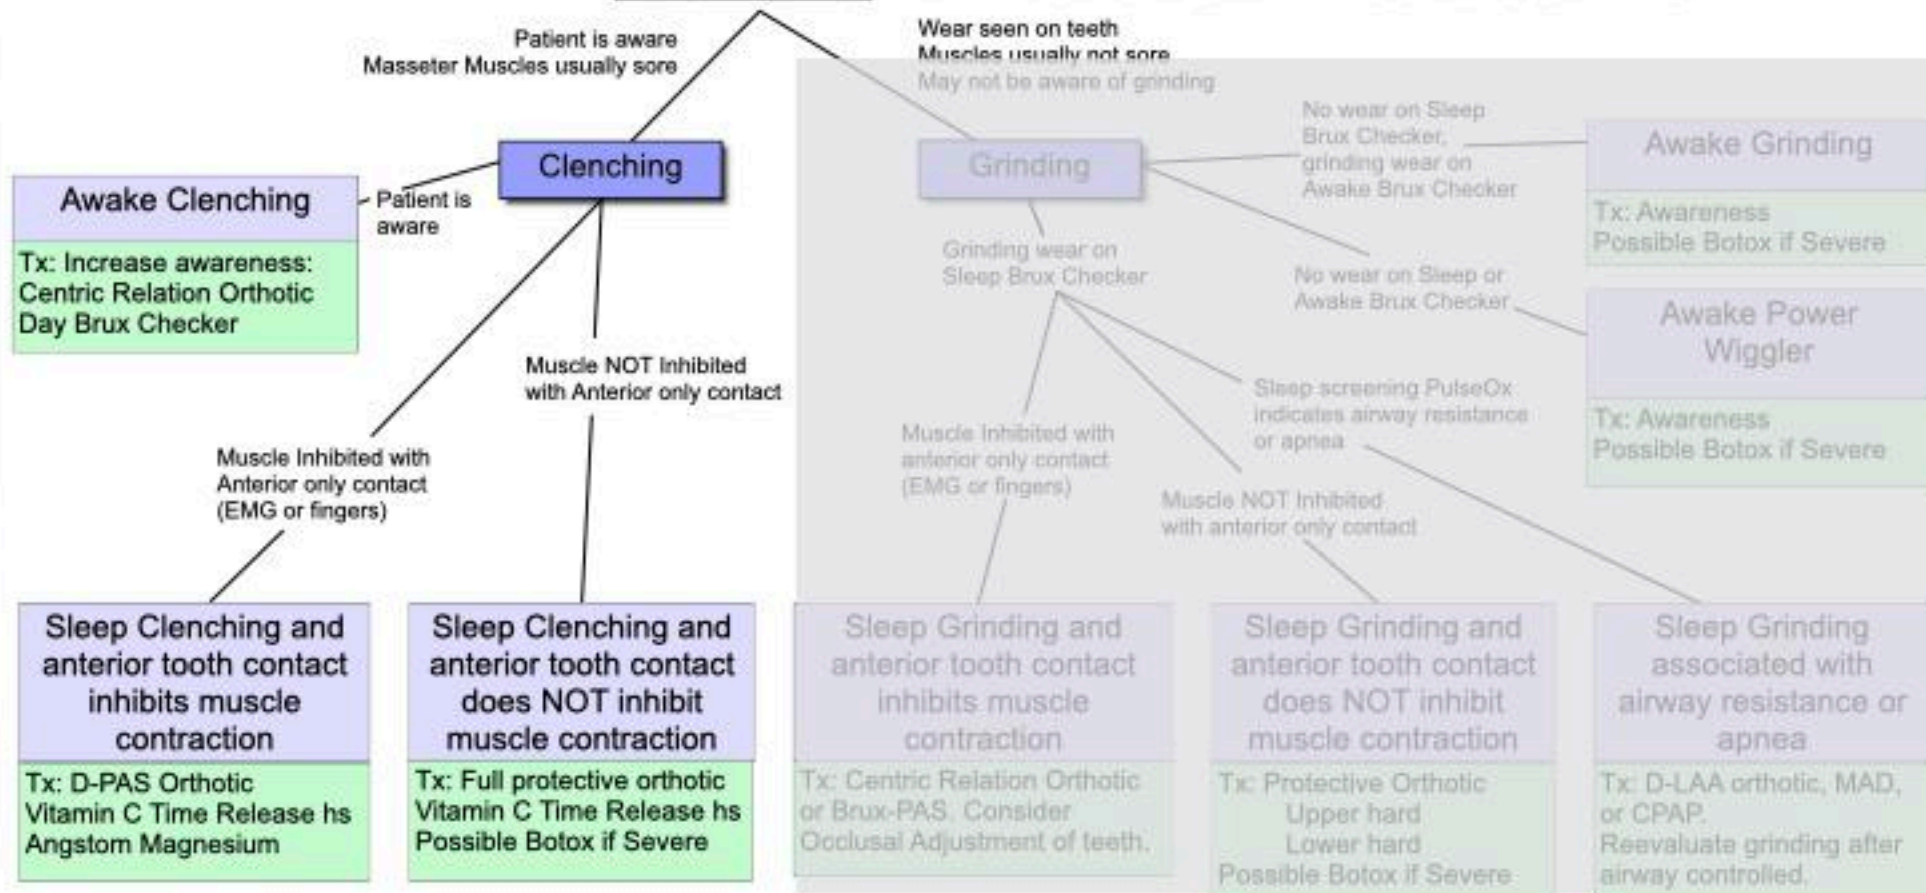 Patient is aware
Masseter Muscles usually sore
Wear seen on teeth
Muscles usually not sore
May not be aware of grinding
Clenching
Awake Clenching
Patient is
aware
Tx: Increase awareness:
Centric Relation Orthotic
Day Brux Checker
Muscle NOT Inhibited
with Anterior only contact
Muscle Inhibited with
Anterior only contact
(EMG or fingers)
Sleep Clenching and
anterior tooth contact
inhibits muscle
contraction
Tx: D-PAS Orthotic
Vitamin C Time Release hs
Angstom Magnesium
Sleep Clenching and
anterior tooth contact
does NOT inhibit
muscle contraction
Tx: Full protective orthotic
Vitamin C Time Release hs
Possible Botox if Severe
Grinding
No wear on Sleep
Brux Checker,
grinding wear on
Awake Brux Checker
Awake Grinding
Tx: Awareness
Possible Botox if Severe
Grinding wear on
Sleep Brux Checker
No wear on Sleep or
Awake Brux Checker
Awake Power
Wiggler
Tx: Awareness
Possible Botox if Severe
Sleep screening PulseOx
indicates airway resistance
or apnea
Muscle Inhibited with
anterior only contact
(EMG or fingers)
Muscle NOT Inhibited
with anterior only contact
Sleep Grinding and
anterior tooth contact
inhibits muscle
contraction
Tx: Centric Relation Orthotic
or Brux-PAS. Consider
Occlusal Adjustment of teeth.
Sleep Grinding and
anterior tooth contact
does NOT inhibit
muscle contraction
Tx: Protective Orthotic
Upper hard
Lower hard
Possible Botox if Severe
Sleep Grinding
associated with
airway resistance or
apnea
Tx: D-LAA orthotic, MAD,
or CPAP.
Reevaluate grinding after
airway controlled.